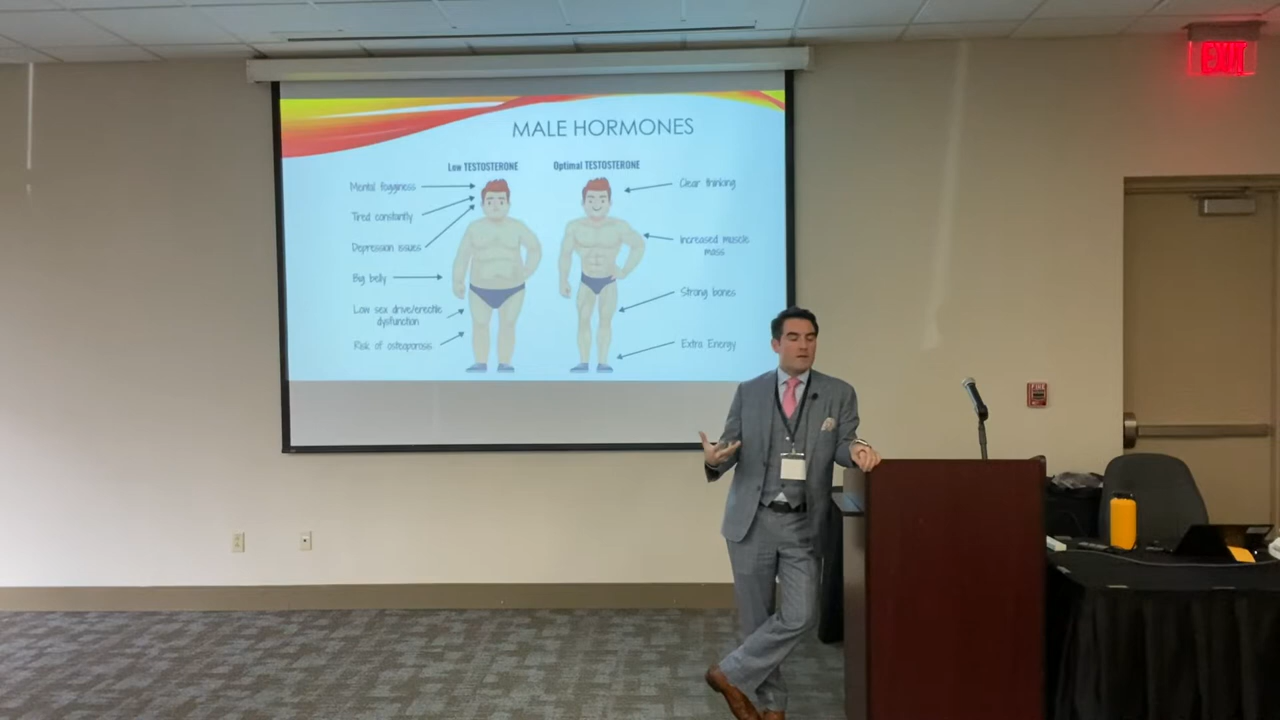 EXIT
MALE HORMONES
Low TESTOSTERONE
Optimal TESTOSTERONE
Mental fogginess
Tired constantly
Depression issues
Big belly
Low sex drive/erectile
dysfunction
Risk of osteoporosis
Clear thinking
Increased muscle
mass
Strong bones
Extra Energy
FIRE